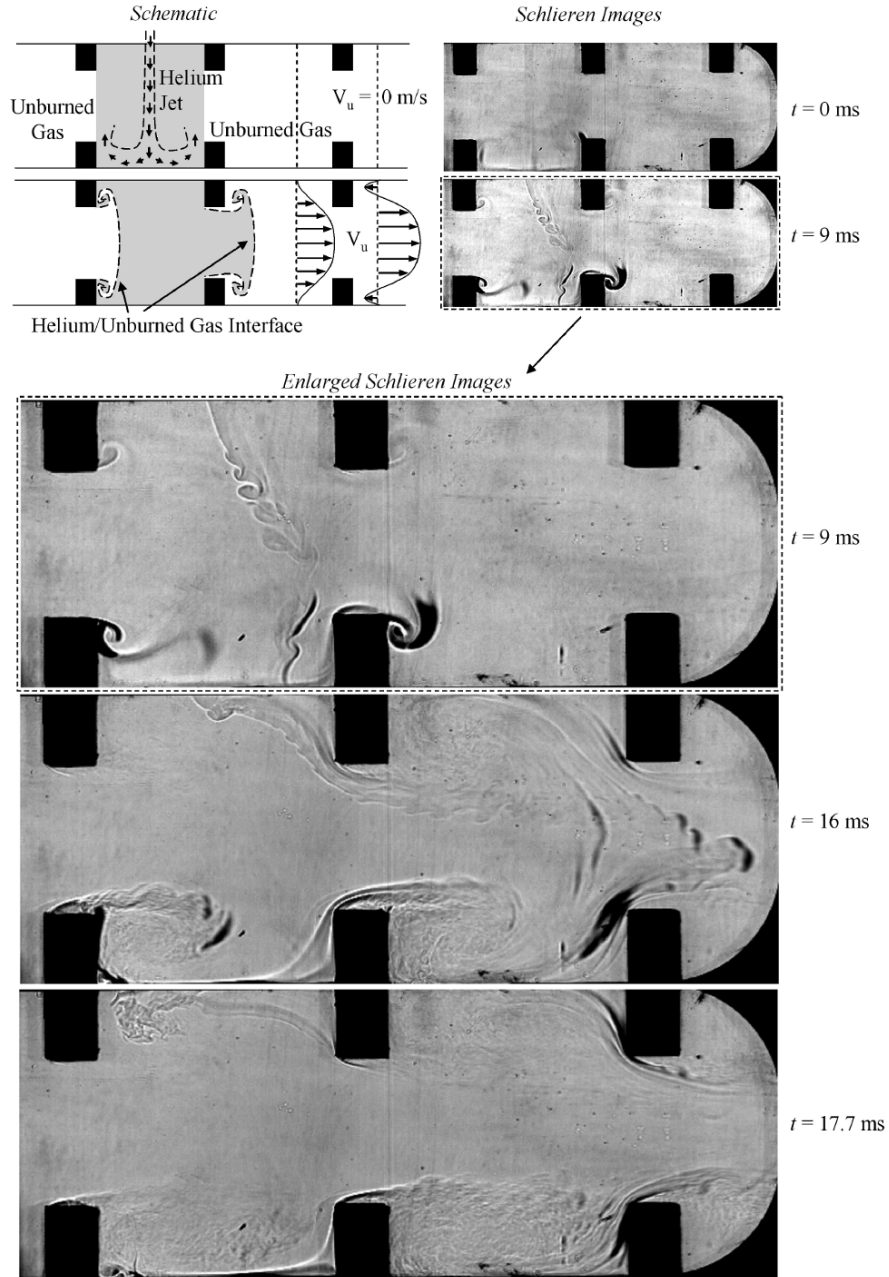 Schematic
Schlieren Images
Helium
Jet
Unburned
Gas
Unburned Gas
V_u = 0 m/s
t = 0 ms
V_u
t = 9 ms
Helium/Unburned Gas Interface
Enlarged Schlieren Images
t = 9 ms
t = 16 ms
t = 17.7 ms